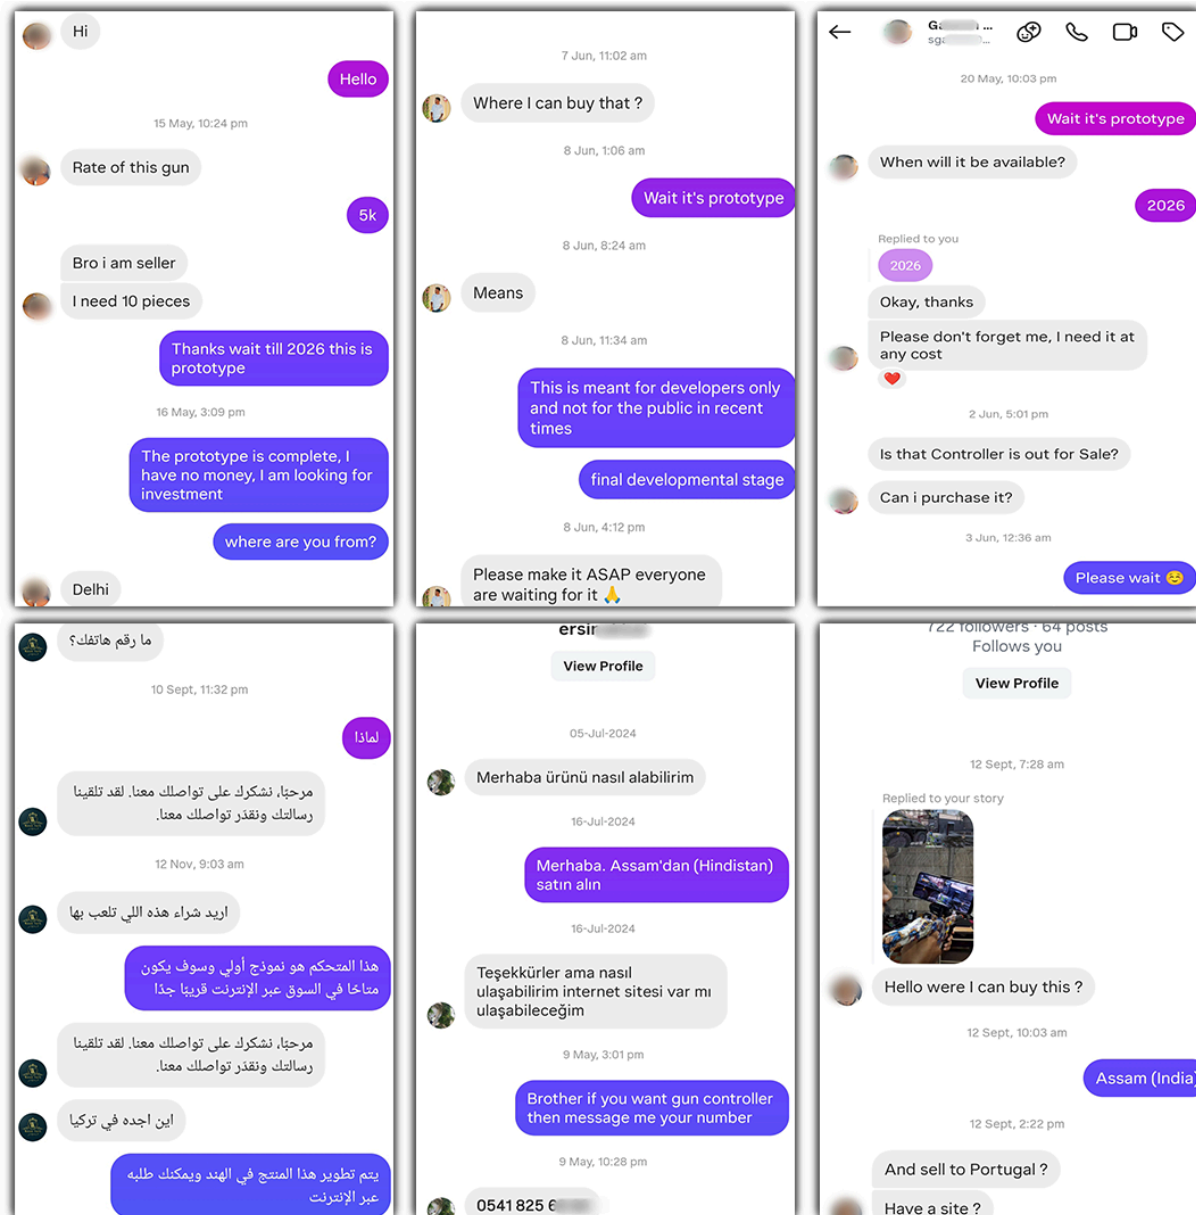 Hi
Hello
15 May, 10:24 pm
Rate of this gun
5k
Bro i am seller
I need 10 pieces
Thanks wait till 2026 this is
prototype
16 May, 3:09 pm
The prototype is complete, I
have no money, I am looking for
investment
where are you from?
Delhi
7 Jun, 11:02 am
Where I can buy that ?
8 Jun, 1:06 am
Wait it's prototype
8 Jun, 8:24 am
Means
8 Jun, 11:34 am
This is meant for developers only
and not for the public in recent
times
final developmental stage
8 Jun, 4:12 pm
Please make it ASAP everyone
are waiting for it 🙏
20 May, 10:03 pm
Wait it's prototype
When will it be available?
2026
Replied to you
2026
Okay, thanks
Please don't forget me, I need it at
any cost
❤️
2 Jun, 5:01 pm
Is that Controller is out for Sale?
Can i purchase it?
3 Jun, 12:36 am
Please wait ☺️
ما رقم هاتفك؟
10 Sept, 11:32 pm
لماذا
مرحبًا، نشكرك على تواصلك معنا. لقد تلقينا
رسالتك ونقدّر تواصلك معنا.
12 Nov, 9:03 am
اريد شراء هذه اللي تلعب بها
هذا المتحكم هو نموذج أولي وسوف يكون
متاحًا في السوق عبر الإنترنت قريبًا جدًا
مرحبًا، نشكرك على تواصلك معنا. لقد تلقينا
رسالتك ونقدّر تواصلك معنا.
اين اجده في تركيا
يتم تطوير هذا المنتج في الهند ويمكنك طلبه
عبر الإنترنت
View Profile
05-Jul-2024
Merhaba ürünü nasıl alabilirim
16-Jul-2024
Merhaba. Assam'dan (Hindistan)
satın alın
16-Jul-2024
Teşekkürler ama nasıl
ulaşabilirim internet sitesi var mı
ulaşabileceğim
9 May, 3:01 pm
Brother if you want gun controller
then message me your number
9 May, 10:28 pm
0541 825
722 followers · 64 posts
Follows you
View Profile
12 Sept, 7:28 am
Replied to your story
Hello were I can buy this ?
12 Sept, 10:03 am
Assam (India)
12 Sept, 2:22 pm
And sell to Portugal ?
Have a site ?